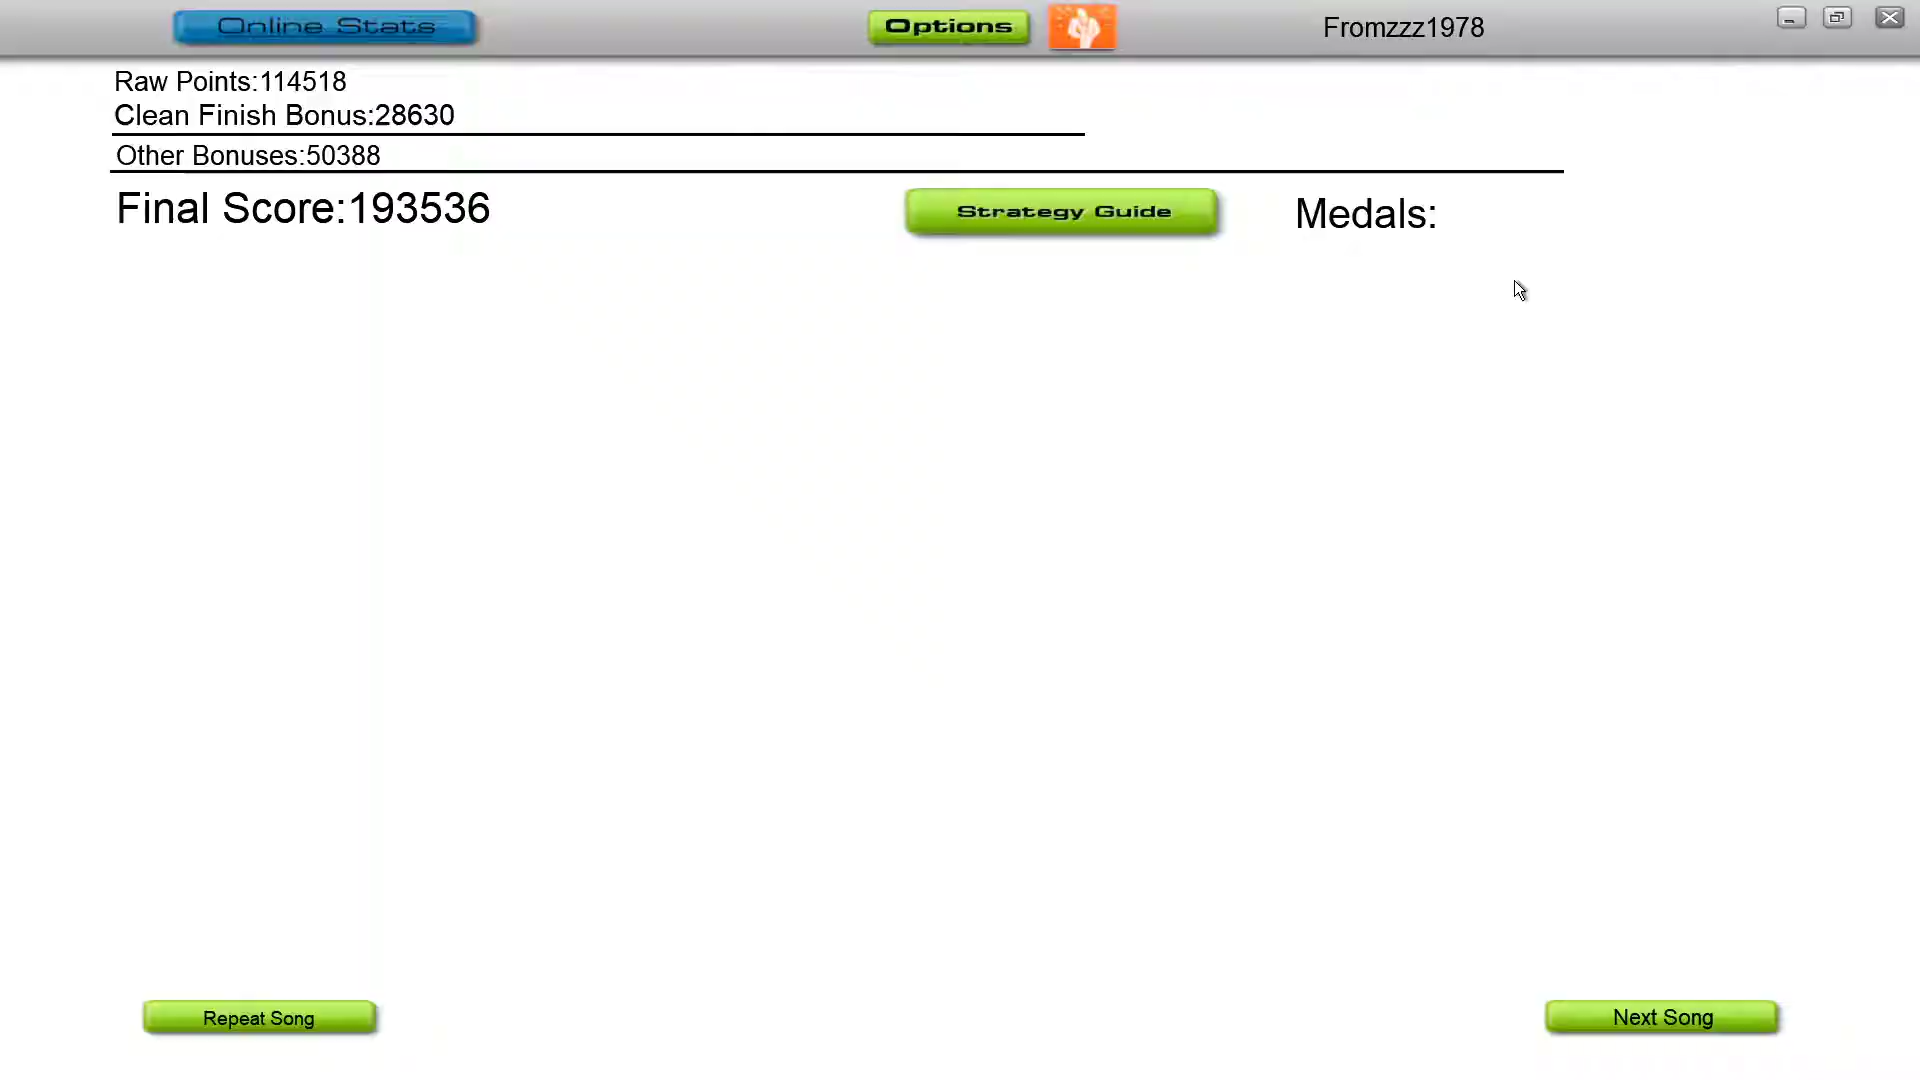 Online Stats
Options
Fromzzz1978
Raw Points:114518
Clean Finish Bonus:28630
Other Bonuses:50388
Final Score:193536
Strategy Guide
Medals:
Repeat Song
Next Song